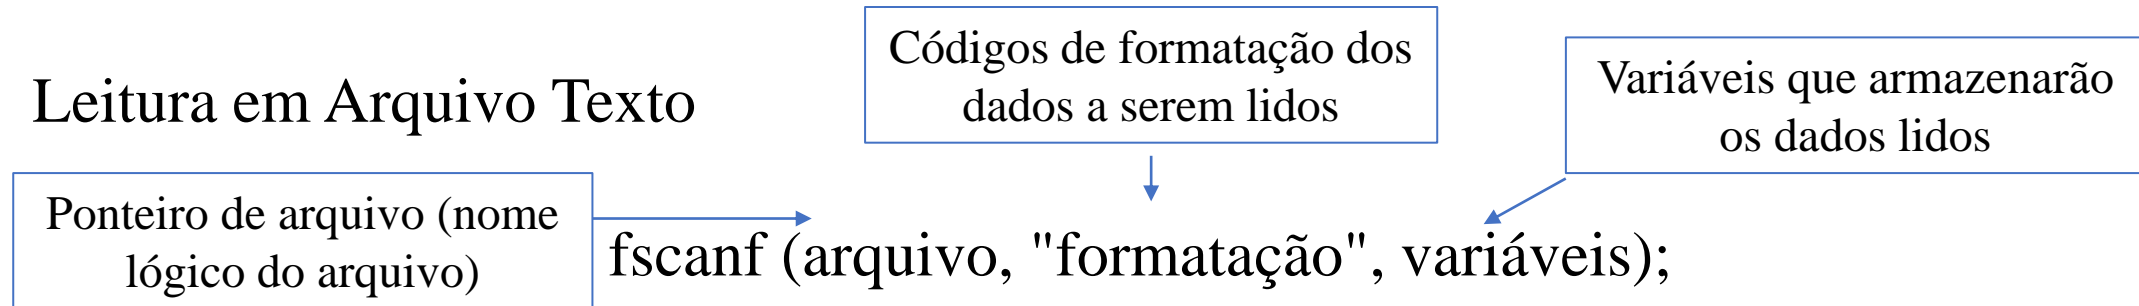 Leitura em Arquivo Texto
Códigos de formatação dos
dados a serem lidos
Variáveis que armazenarão
os dados lidos
Ponteiro de arquivo (nome
lógico do arquivo)
fscanf (arquivo, "formatação", variáveis);